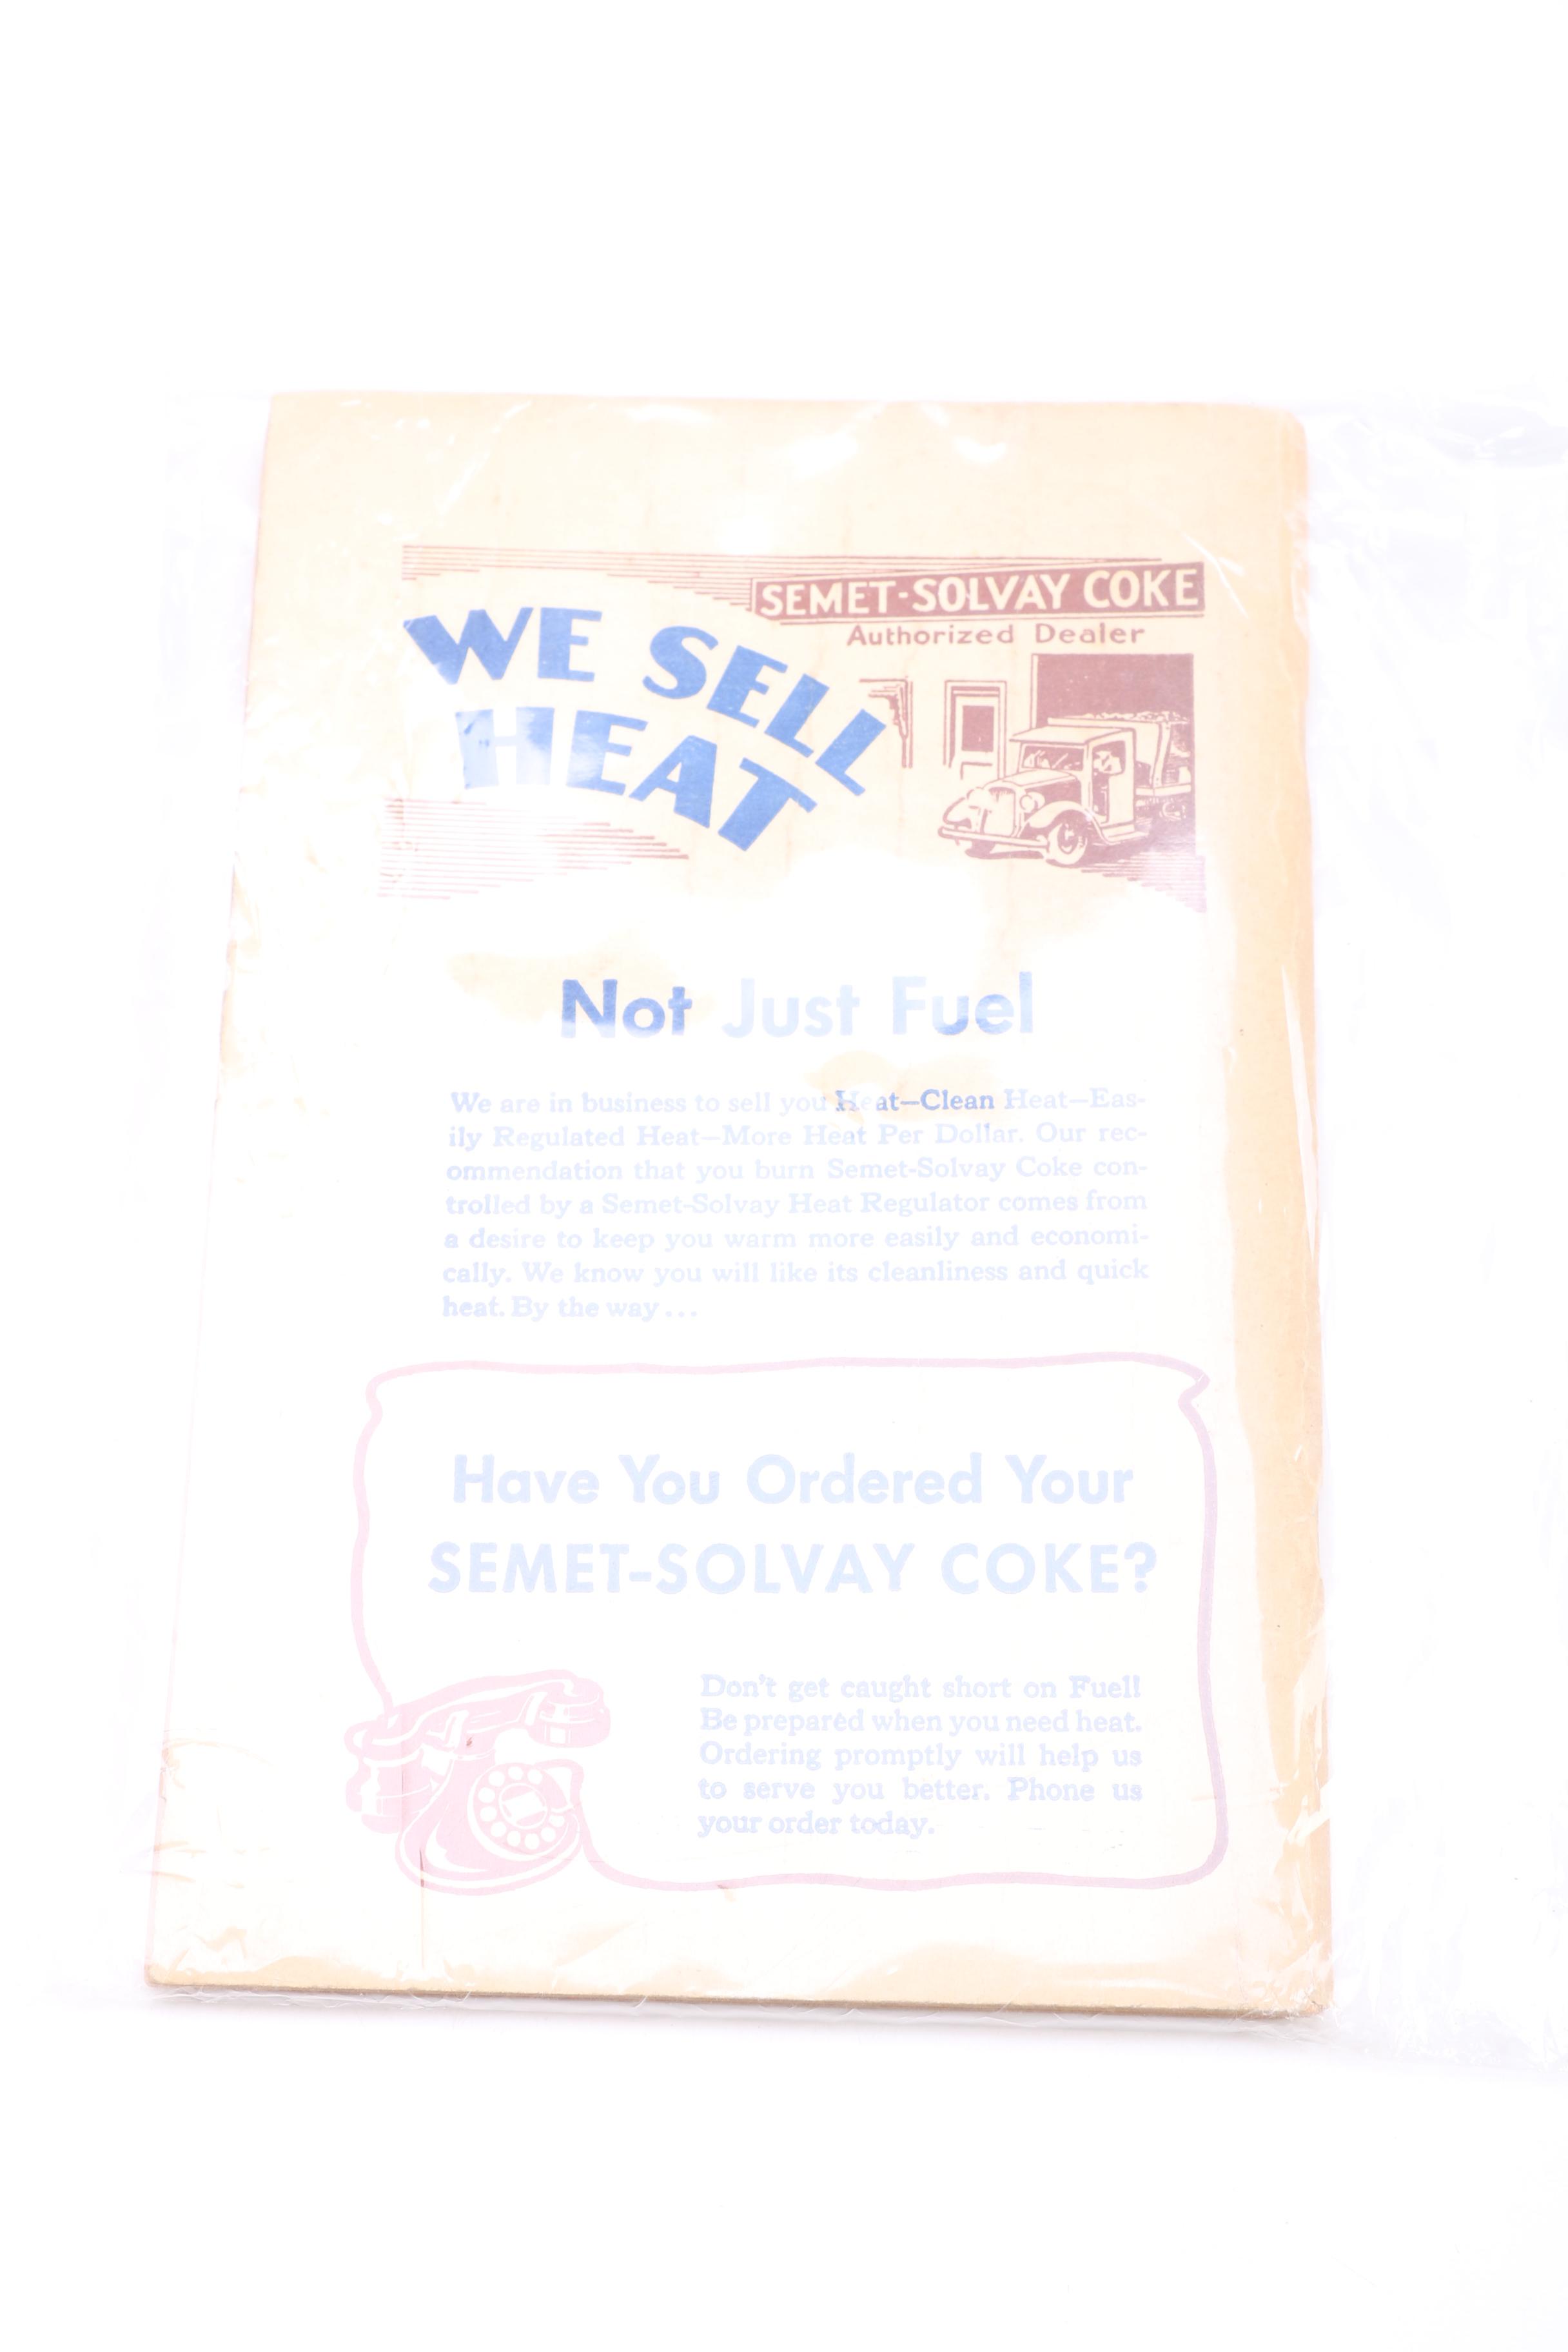 SEMET-SOLVAY COKE
Authorized Dealer
WE SELL
HEAT
Not Just Fuel
We are in business to sell you Heat—Clean Heat—Eas-
ily Regulated Heat—More Heat Per Dollar. Our rec-
ommendation that you burn Semet-Solvay Coke con-
trolled by a Semet-Solvay Heat Regulator comes from
a desire to keep you warm more easily and economi-
cally. We know you will like its cleanliness and quick
heat. By the way...
Have You Ordered Your
SEMET-SOLVAY COKE?
Don't get caught short on Fuel!
Be prepared when you need heat.
Ordering promptly will help us
to serve you better. Phone us
your order today.